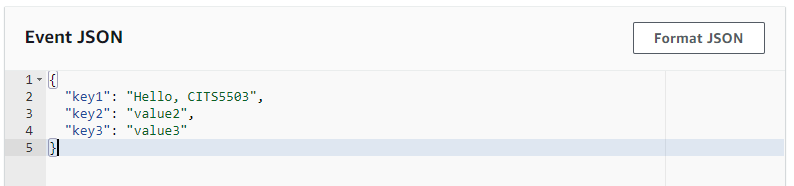 Event JSON
Format JSON
1 {
2 "key1": "Hello, CITS5503",
3 "key2": "value2",
4 "key3": "value3"
5 }